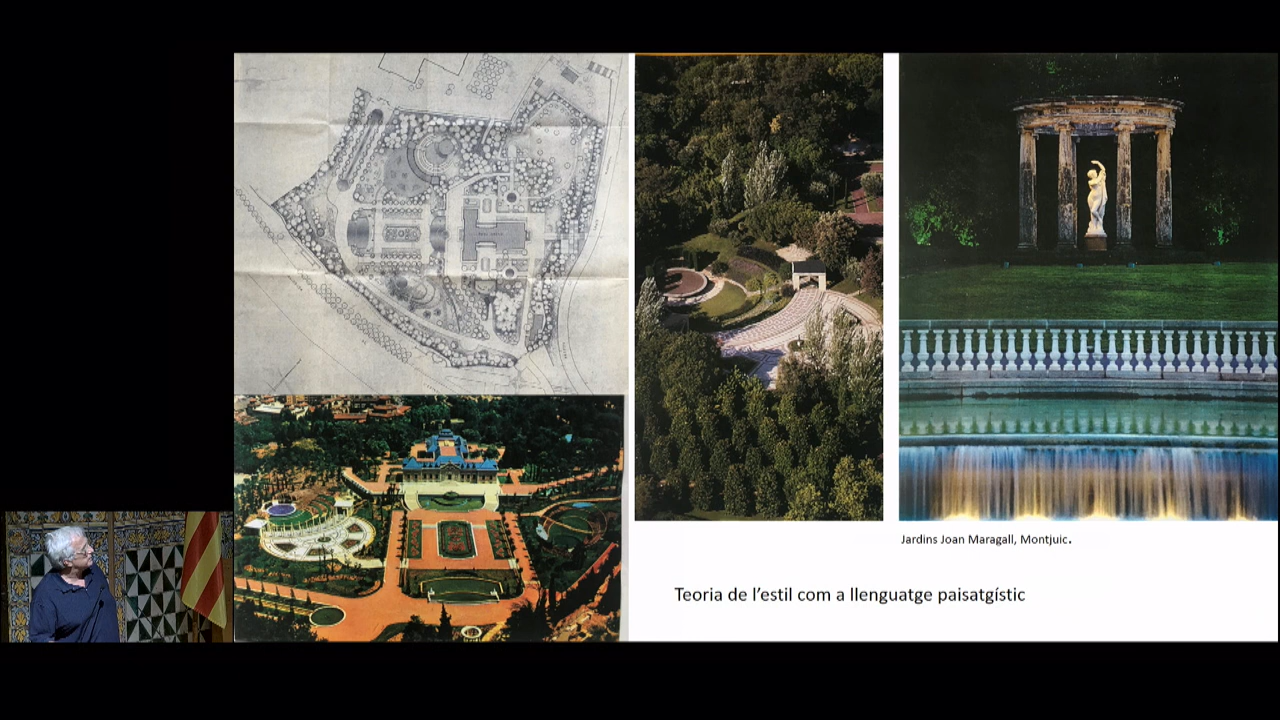 Jardins Joan Maragall, Montjuic.
Teoria de l'estil com a llenguatge paisatgístic